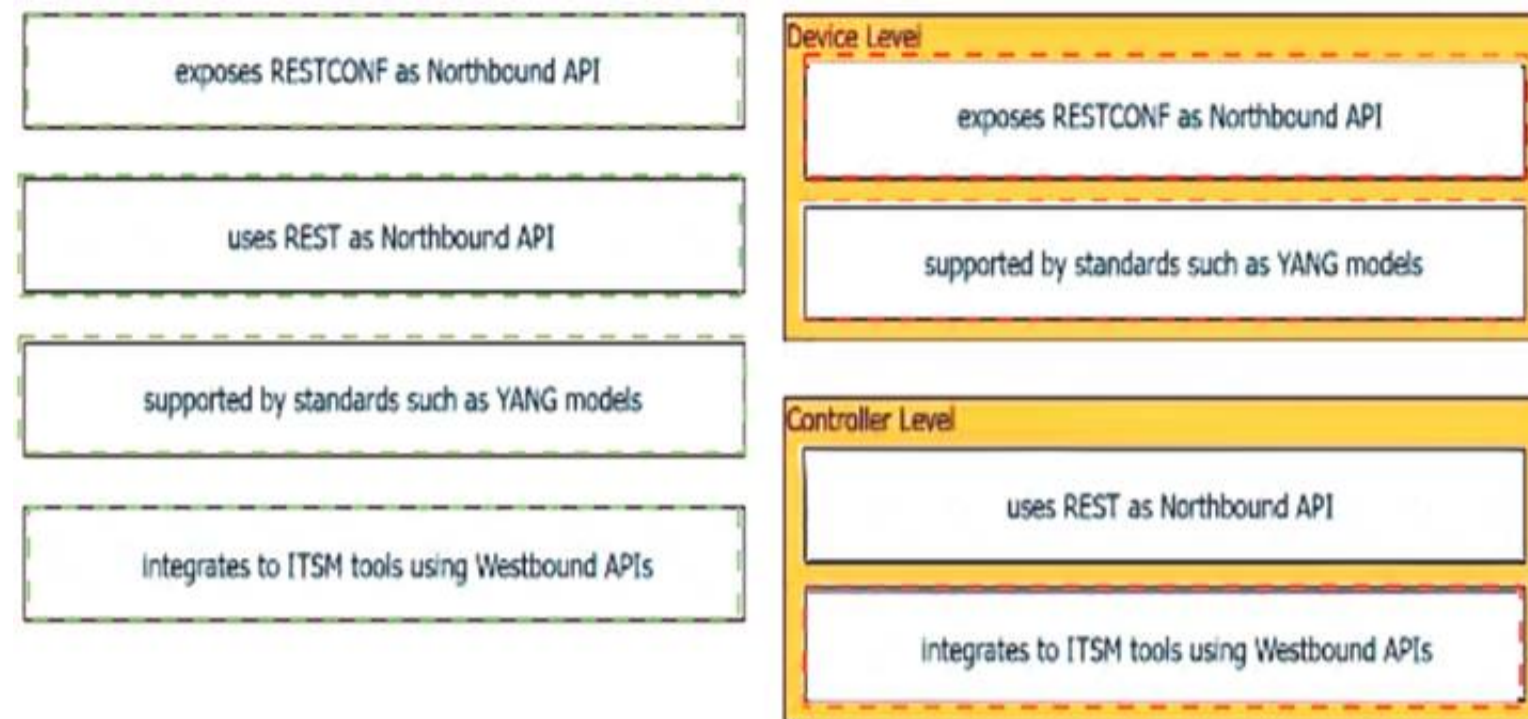 exposes RESTCONF as Northbound API
uses REST as Northbound API
supported by standards such as YANG models
integrates to ITSM tools using Westbound APIs
Device Level
exposes RESTCONF as Northbound API
supported by standards such as YANG models
Controller Level
uses REST as Northbound API
integrates to ITSM tools using Westbound APIs